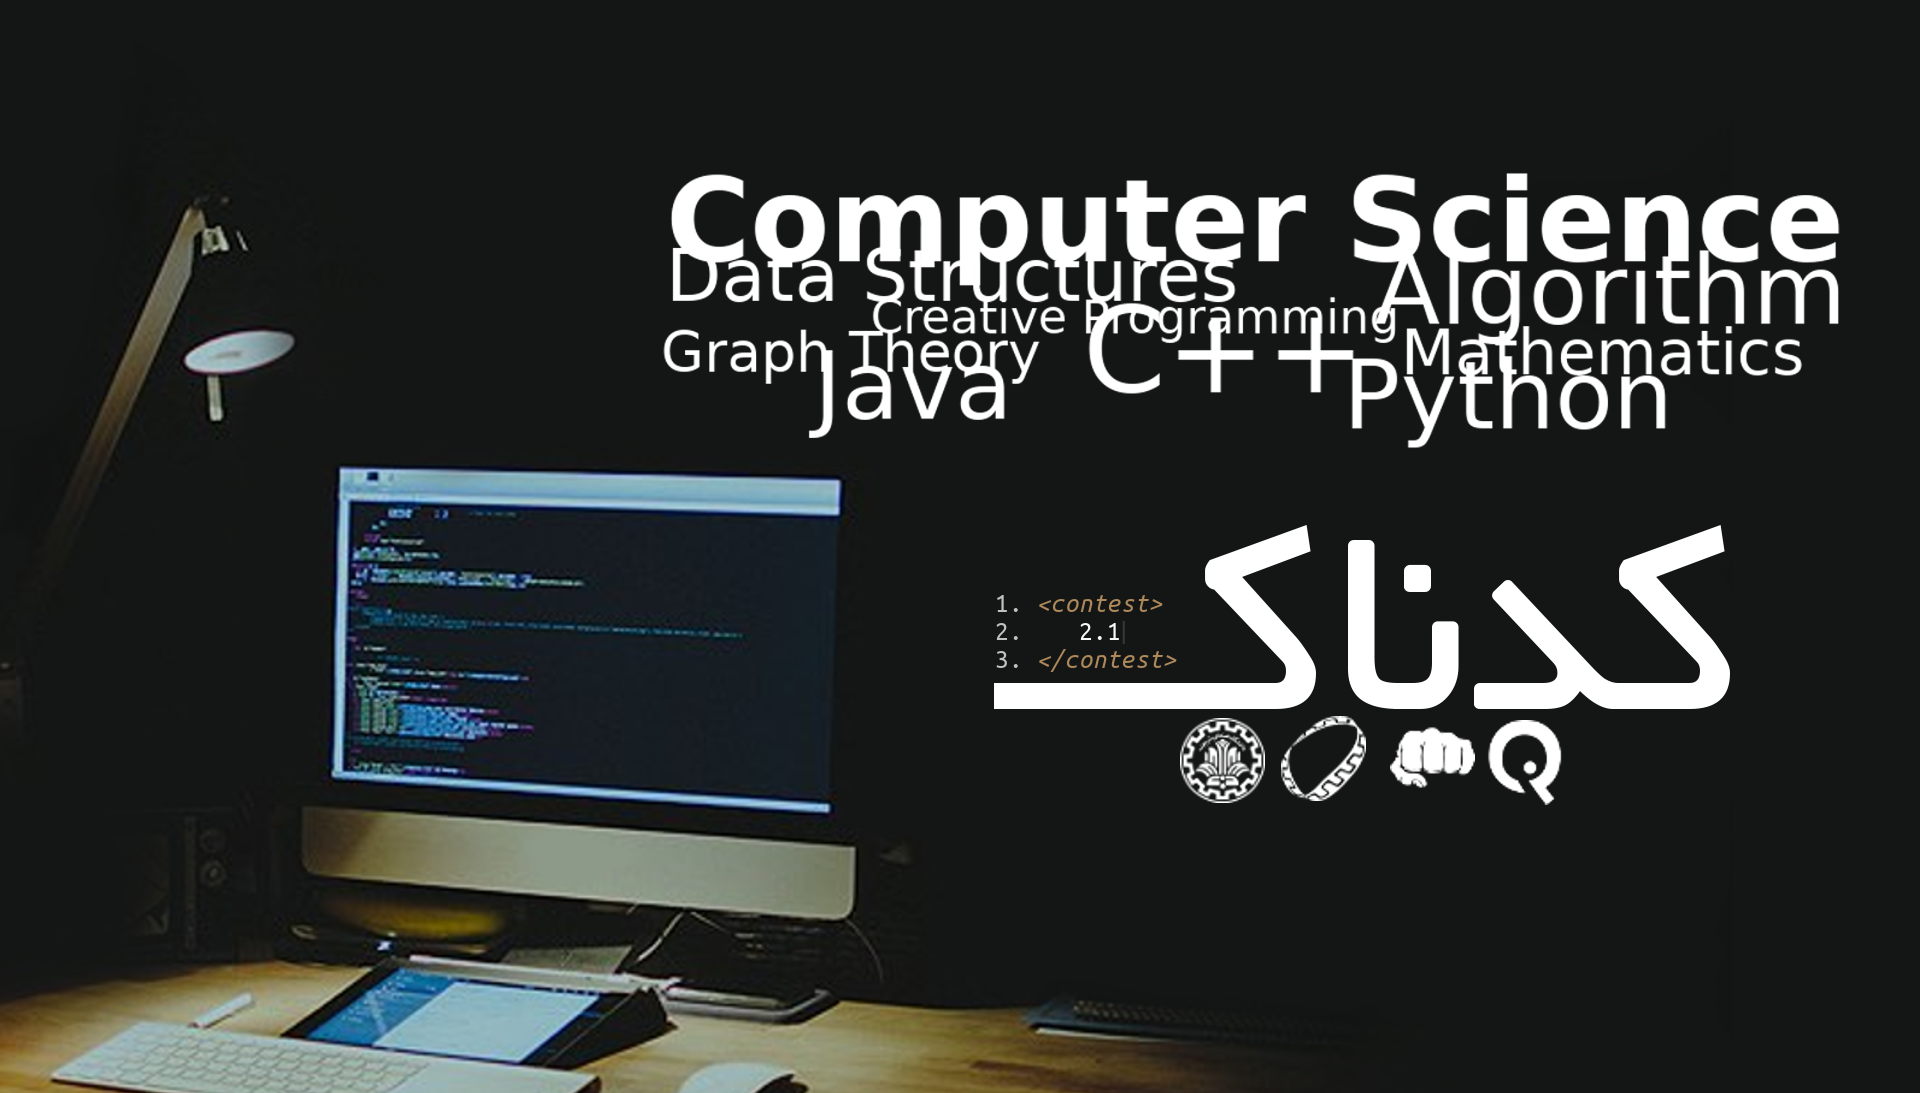 Computer Science
Data Structures
Algorithm
Creative Programming
Graph Theory
C++
Mathematics
Java
Python
کدناک
1. <contest>
2. 2.1
3. </contest>